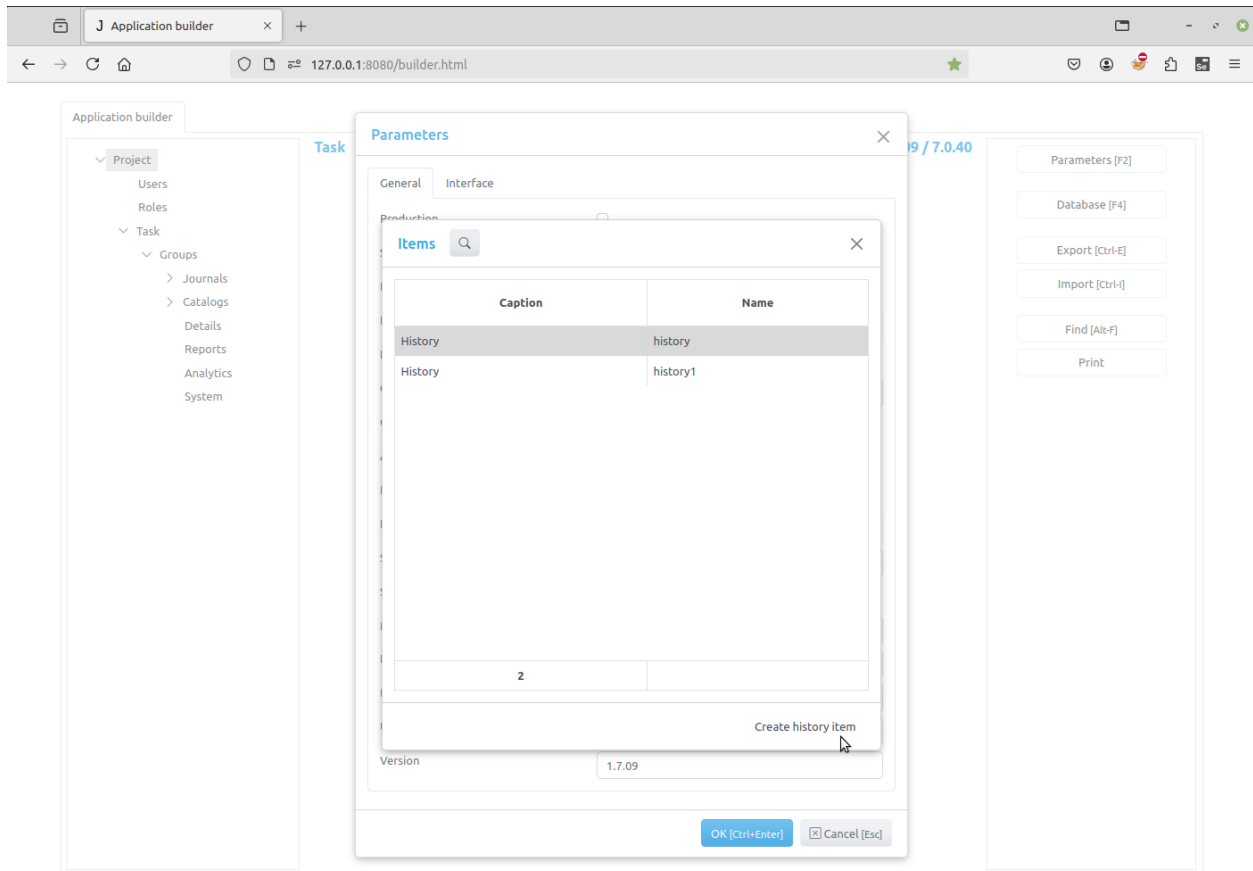 J Application builder
127.0.0.1:8080/builder.html
Se
Application builder
Project
Users
Roles
Task
Groups
Journals
Catalogs
Details
Reports
Analytics
System
Task
09 / 7.0.40
Parameters
General Interface
Production
Items
Caption Name
History history
History history1
2
Create history item
Version 1.7.09
OK [Ctrl+Enter] Cancel [Esc]
Parameters [F2]
Database [F4]
Export [Ctrl-E]
Import [Ctrl-I]
Find [Alt-F]
Print